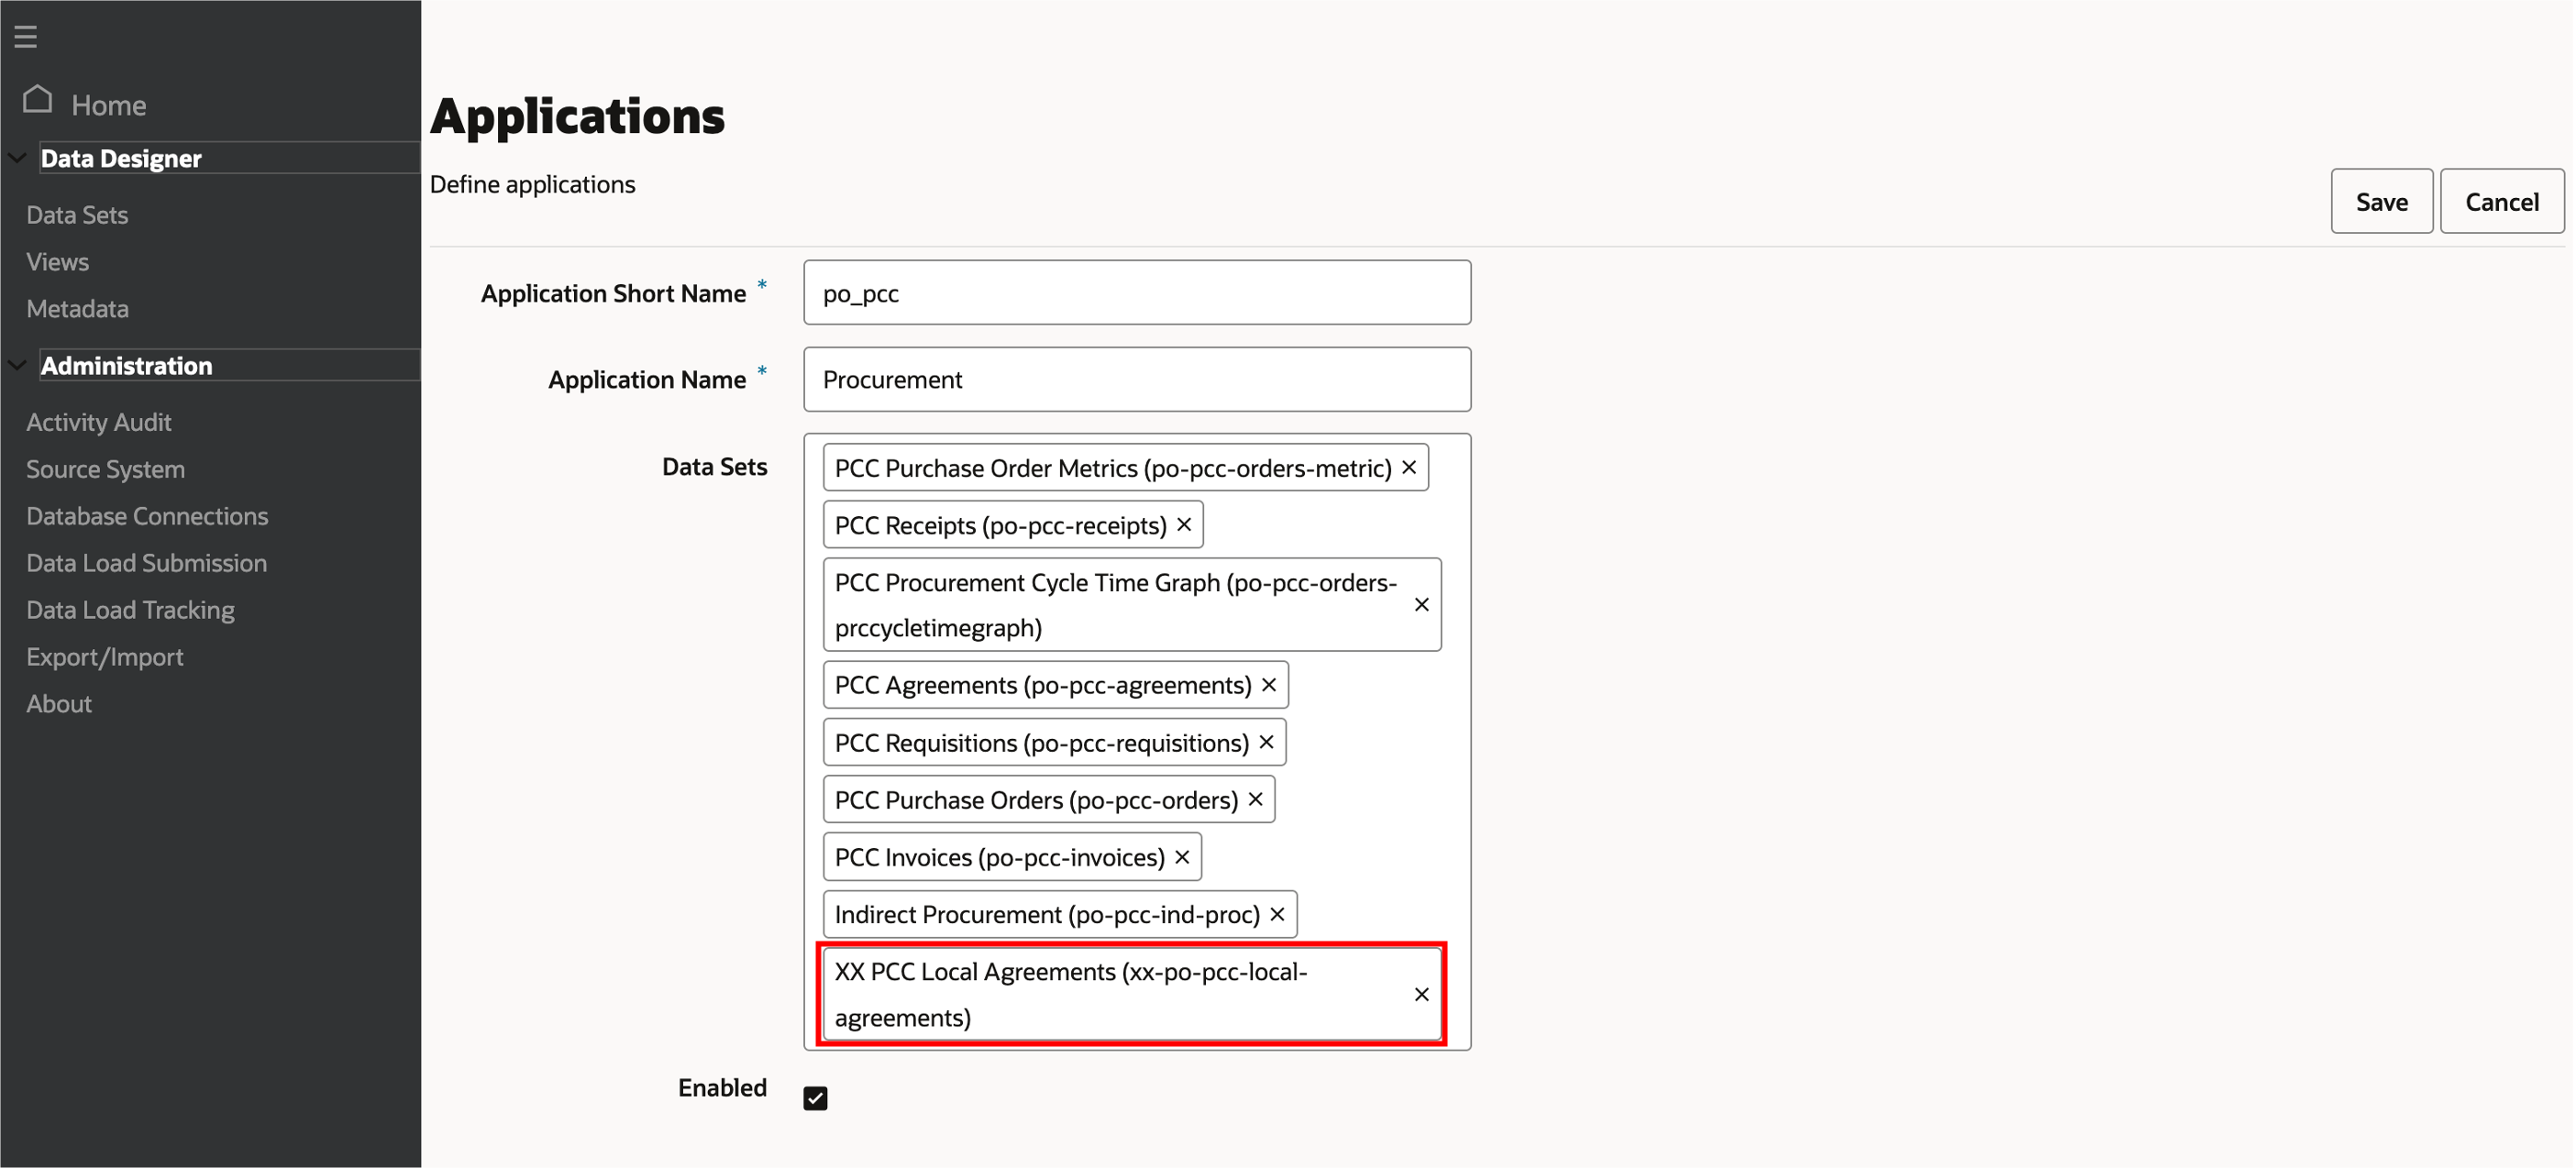 Home
Data Designer
Data Sets
Views
Metadata
Administration
Activity Audit
Source System
Database Connections
Data Load Submission
Data Load Tracking
Export/Import
About
Applications
Define applications
Save
Cancel
Application Short Name *
po_pcc
Application Name *
Procurement
Data Sets
PCC Purchase Order Metrics (po-pcc-orders-metric)
PCC Receipts (po-pcc-receipts)
PCC Procurement Cycle Time Graph (po-pcc-orders-
prccycletimegraph)
PCC Agreements (po-pcc-agreements)
PCC Requisitions (po-pcc-requisitions)
PCC Purchase Orders (po-pcc-orders)
PCC Invoices (po-pcc-invoices)
Indirect Procurement (po-pcc-ind-proc)
XX PCC Local Agreements (xx-po-pcc-local-
agreements)
Enabled